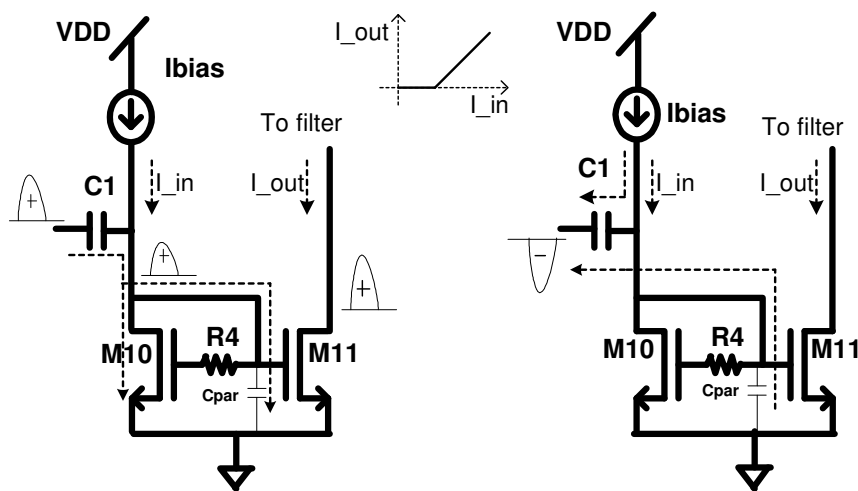 VDD
Ibias
To filter
C1
I_in
I_out
+
+
+
M10
R4
M11
Cpar
I_out
I_in
VDD
Ibias
To filter
C1
I_in
I_out
−
M10
R4
M11
Cpar